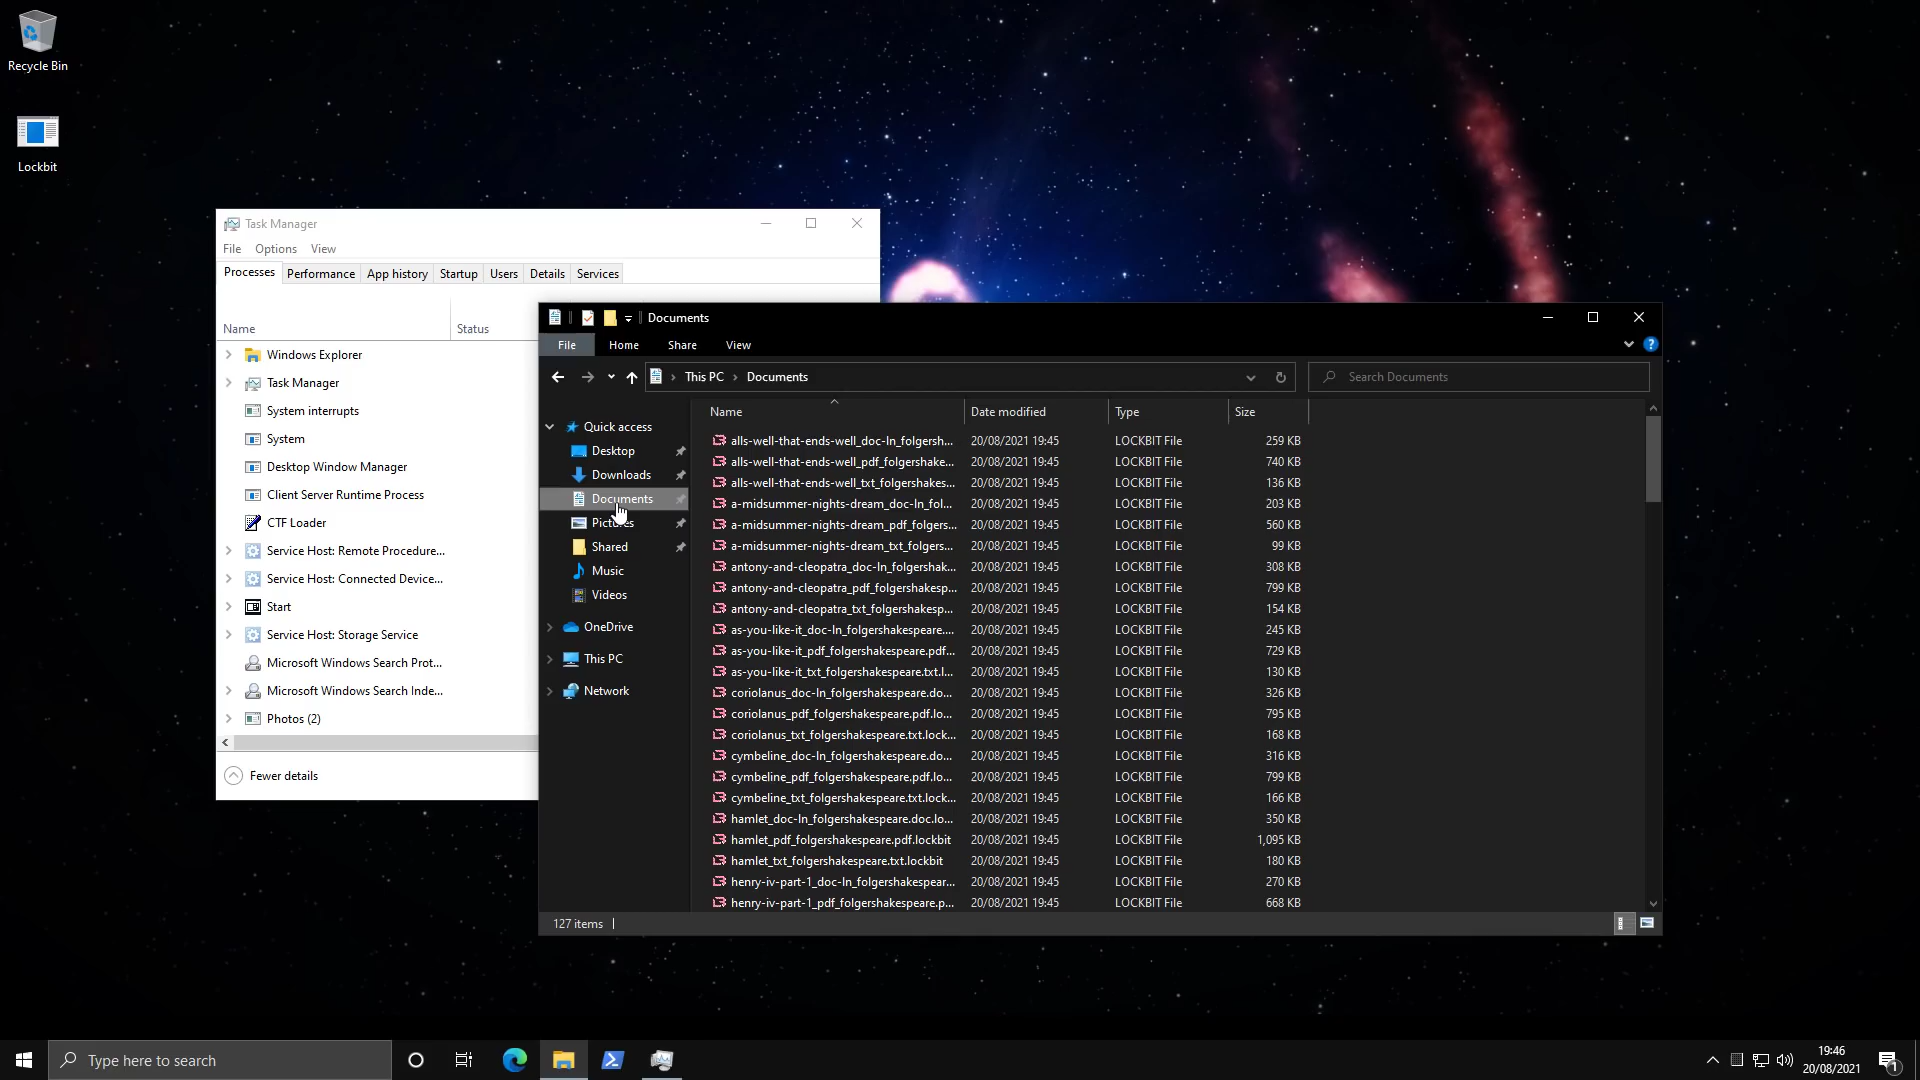 Recycle Bin
Lockbit
Task Manager
File Options View
Processes Performance App history Startup Users Details Services
Name Status
Windows Explorer
Task Manager
System interrupts
System
Desktop Window Manager
Client Server Runtime Process
CTF Loader
Service Host: Remote Procedure...
Service Host: Connected Device...
Start
Service Host: Storage Service
Microsoft Windows Search Prot...
Microsoft Windows Search Inde...
Photos (2)
Fewer details
Documents
File Home Share View
This PC Documents
Search Documents
Quick access
Desktop
Downloads
Documents
Pictures
Shared
Music
Videos
OneDrive
This PC
Network
Name Date modified Type Size
alls-well-that-ends-well_doc-ln_folgersh... 20/08/2021 19:45 LOCKBIT File 259 KB
alls-well-that-ends-well_pdf_folgershake... 20/08/2021 19:45 LOCKBIT File 740 KB
alls-well-that-ends-well_txt_folgershakes... 20/08/2021 19:45 LOCKBIT File 136 KB
a-midsummer-nights-dream_doc-ln_fol... 20/08/2021 19:45 LOCKBIT File 203 KB
a-midsummer-nights-dream_pdf_folgers... 20/08/2021 19:45 LOCKBIT File 560 KB
a-midsummer-nights-dream_txt_folgers... 20/08/2021 19:45 LOCKBIT File 99 KB
antony-and-cleopatra_doc-ln_folgershak... 20/08/2021 19:45 LOCKBIT File 308 KB
antony-and-cleopatra_pdf_folgershakesp... 20/08/2021 19:45 LOCKBIT File 799 KB
antony-and-cleopatra_txt_folgershakesp... 20/08/2021 19:45 LOCKBIT File 154 KB
as-you-like-it_doc-ln_folgershakespeare.... 20/08/2021 19:45 LOCKBIT File 245 KB
as-you-like-it_pdf_folgershakespeare.pdf... 20/08/2021 19:45 LOCKBIT File 729 KB
as-you-like-it_txt_folgershakespeare.txt.l... 20/08/2021 19:45 LOCKBIT File 130 KB
coriolanus_doc-ln_folgershakespeare.do... 20/08/2021 19:45 LOCKBIT File 326 KB
coriolanus_pdf_folgershakespeare.pdf.lo... 20/08/2021 19:45 LOCKBIT File 795 KB
coriolanus_txt_folgershakespeare.txt.lock... 20/08/2021 19:45 LOCKBIT File 168 KB
cymbeline_doc-ln_folgershakespeare.do... 20/08/2021 19:45 LOCKBIT File 316 KB
cymbeline_pdf_folgershakespeare.pdf.lo... 20/08/2021 19:45 LOCKBIT File 799 KB
cymbeline_txt_folgershakespeare.txt.lock... 20/08/2021 19:45 LOCKBIT File 166 KB
hamlet_doc-ln_folgershakespeare.doc.lo... 20/08/2021 19:45 LOCKBIT File 350 KB
hamlet_pdf_folgershakespeare.pdf.lockbit 20/08/2021 19:45 LOCKBIT File 1,095 KB
hamlet_txt_folgershakespeare.txt.lockbit 20/08/2021 19:45 LOCKBIT File 180 KB
henry-iv-part-1_doc-ln_folgershakespear... 20/08/2021 19:45 LOCKBIT File 270 KB
henry-iv-part-1_pdf_folgershakespeare.p... 20/08/2021 19:45 LOCKBIT File 668 KB
127 items
Type here to search
19:46
20/08/2021
1